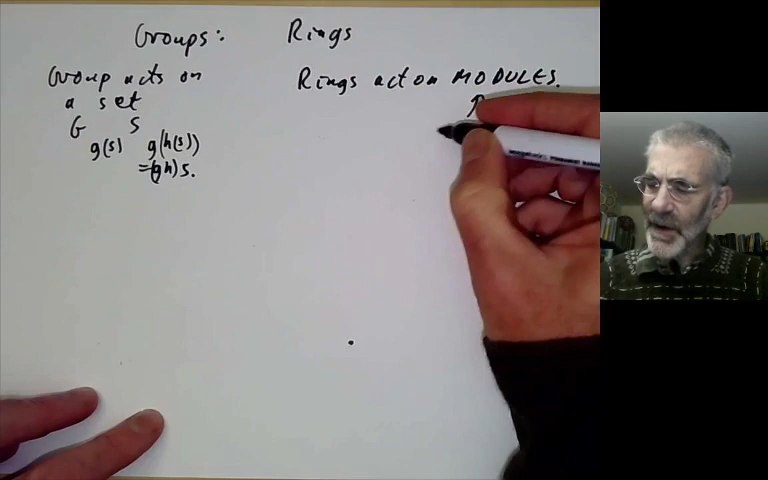 Groups: Rings
Group acts on
a set
G S
g(s) g(h(s))
=(gh)s.
Rings act on MODULES.